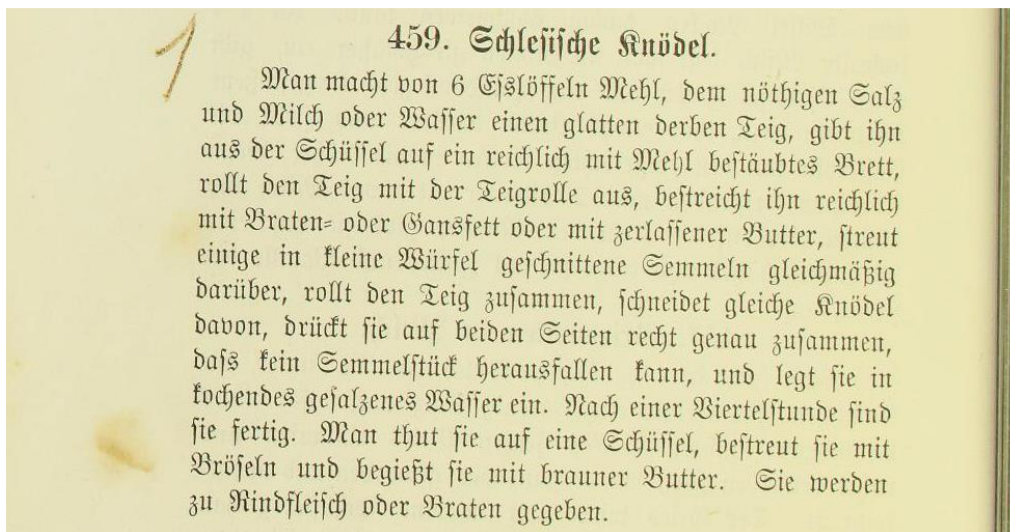 1
459. Schlesische Knödel.
Man macht von 6 Esslöffeln Mehl, dem nöthigen Salz
und Milch oder Wasser einen glatten derben Teig, gibt ihn
aus der Schüssel auf ein reichlich mit Mehl bestäubtes Brett,
rollt den Teig mit der Teigrolle aus, bestreicht ihn reichlich
mit Braten- oder Gansfett oder mit zerlassener Butter, streut
einige in kleine Würfel geschnittene Semmeln gleichmäßig
darüber, rollt den Teig zusammen, schneidet gleiche Knödel
davon, drückt sie auf beiden Seiten recht genau zusammen,
dass kein Semmelstück herausfallen kann, und legt sie in
kochendes gesalzenes Wasser ein. Nach einer Viertelstunde sind
sie fertig. Man thut sie auf eine Schüssel, bestreut sie mit
Bröseln und begießt sie mit brauner Butter. Sie werden
zu Rindfleisch oder Braten gegeben.